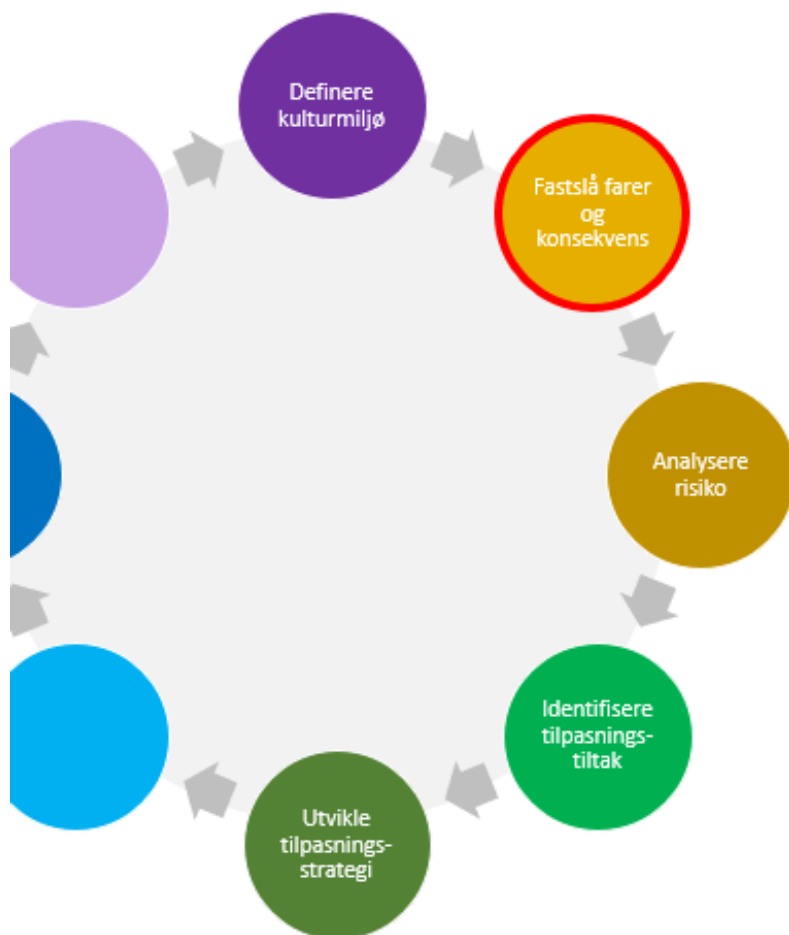 Definere
kulturmiljø
Fastslå farer
og
konsekvens
Analysere
risiko
Identifisere
tilpasnings-
tiltak
Utvikle
tilpasnings-
strategi